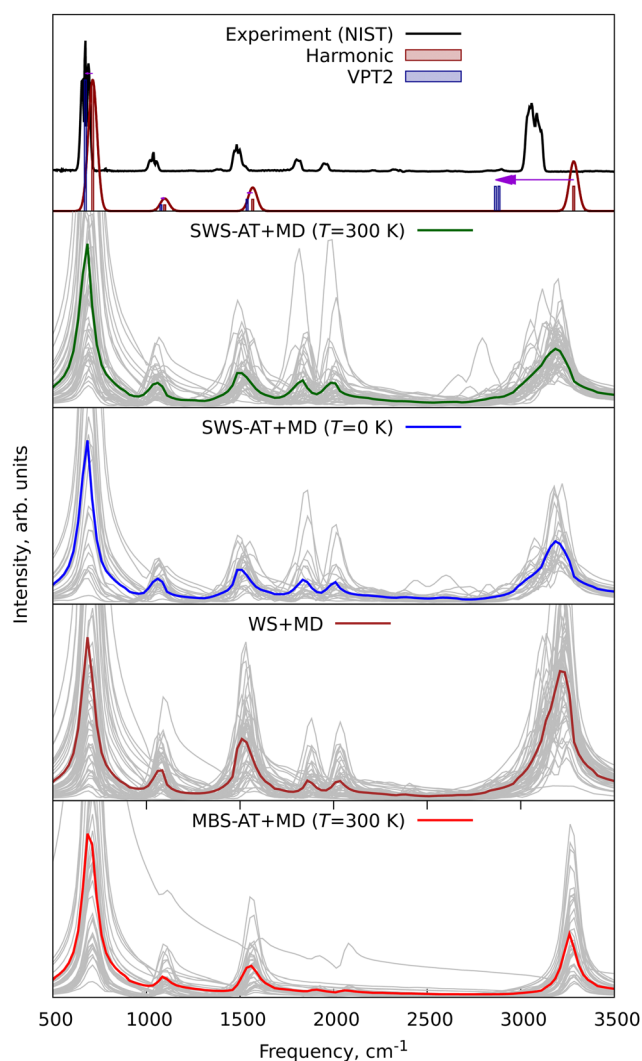 Experiment (NIST)
Harmonic
VPT2
SWS-AT+MD (T=300 K)
SWS-AT+MD (T=0 K)
WS+MD
MBS-AT+MD (T=300 K)
Intensity, arb. units
500 1000 1500 2000 2500 3000 3500
Frequency, cm⁻¹